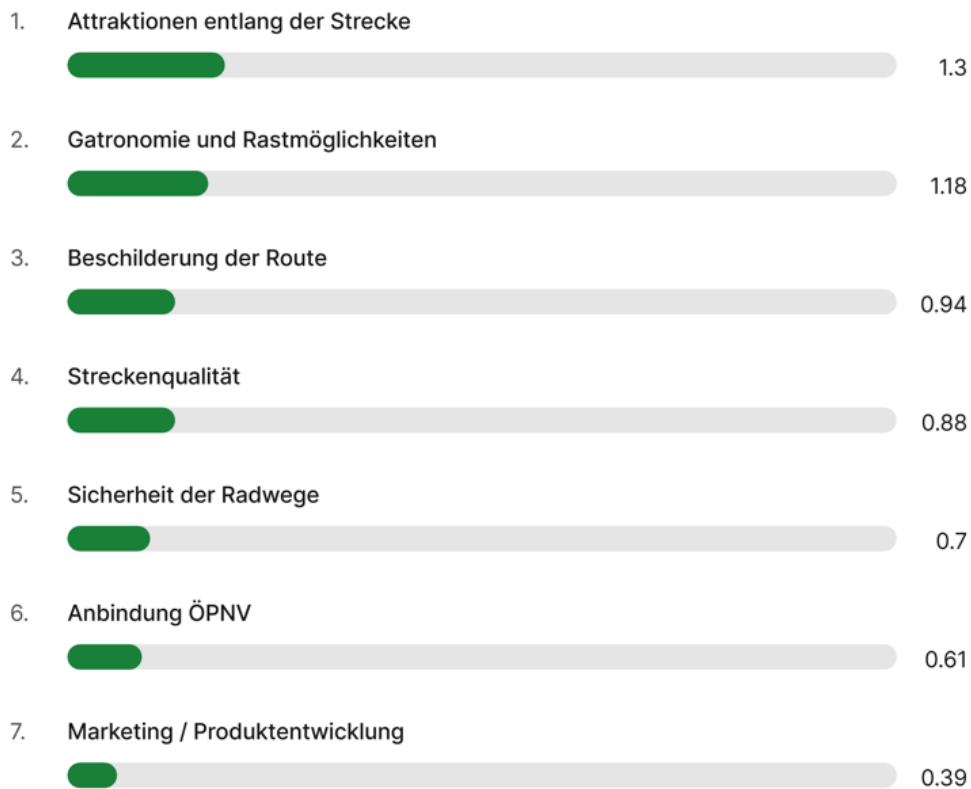 1. Attraktionen entlang der Strecke
1.3
2. Gatronomie und Rastmöglichkeiten
1.18
3. Beschilderung der Route
0.94
4. Streckenqualität
0.88
5. Sicherheit der Radwege
0.7
6. Anbindung ÖPNV
0.61
7. Marketing / Produktentwicklung
0.39